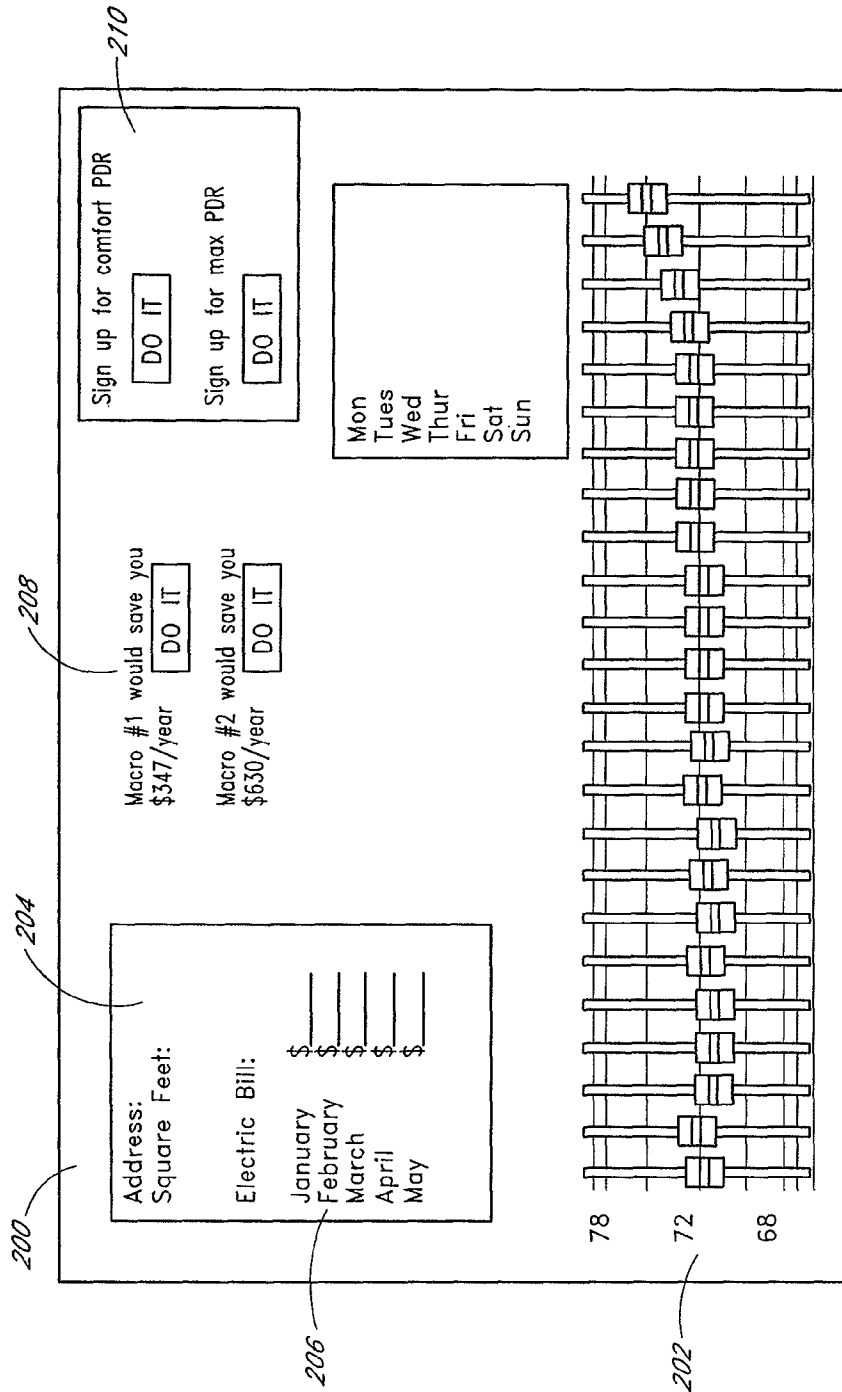 200
204
208
210
Address:
Square Feet:
Electric Bill:
January $
February $
March $
April $
May $
206
Macro #1 would save you
$347/year DO IT
Macro #2 would save you
$630/year DO IT
Sign up for comfort PDR
DO IT
Sign up for max PDR
DO IT
Mon
Tues
Wed
Thur
Fri
Sat
Sun
78
72
68
202